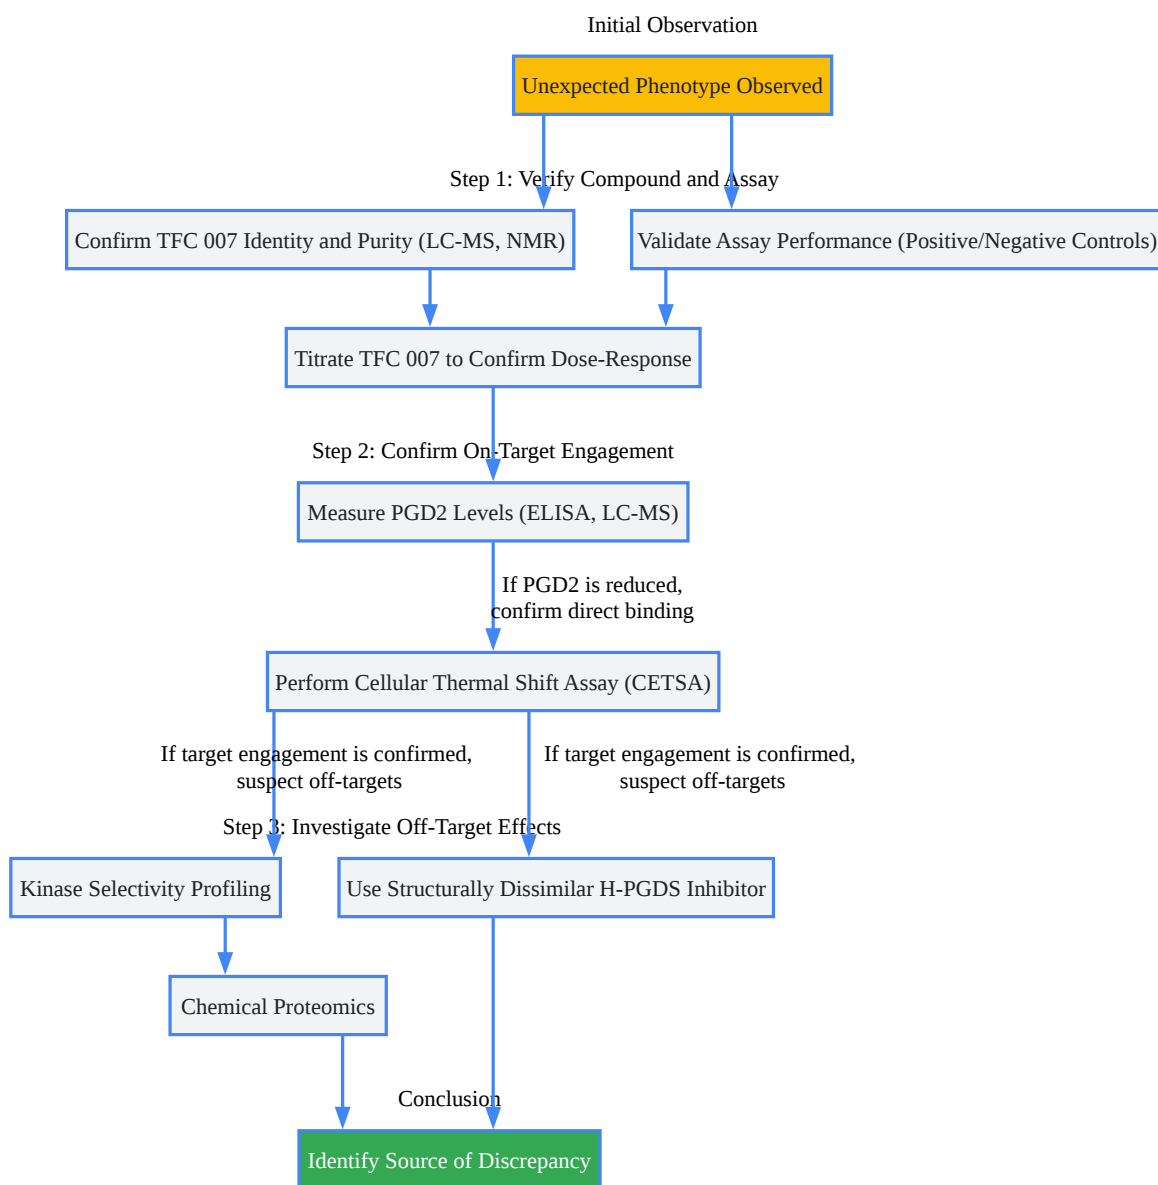 Initial Observation
Unexpected Phenotype Observed
Step 1: Verify Compound and Assay
Confirm TFC 007 Identity and Purity (LC-MS, NMR)
Validate Assay Performance (Positive/Negative Controls)
Titrate TFC 007 to Confirm Dose-Response
Step 2: Confirm On-Target Engagement
Measure PGD2 Levels (ELISA, LC-MS)
If PGD2 is reduced,
confirm direct binding
Perform Cellular Thermal Shift Assay (CETSA)
If target engagement is confirmed,
suspect off-targets
If target engagement is confirmed,
suspect off-targets
Step 3: Investigate Off-Target Effects
Kinase Selectivity Profiling
Use Structurally Dissimilar H-PGDS Inhibitor
Chemical Proteomics
Conclusion
Identify Source of Discrepancy